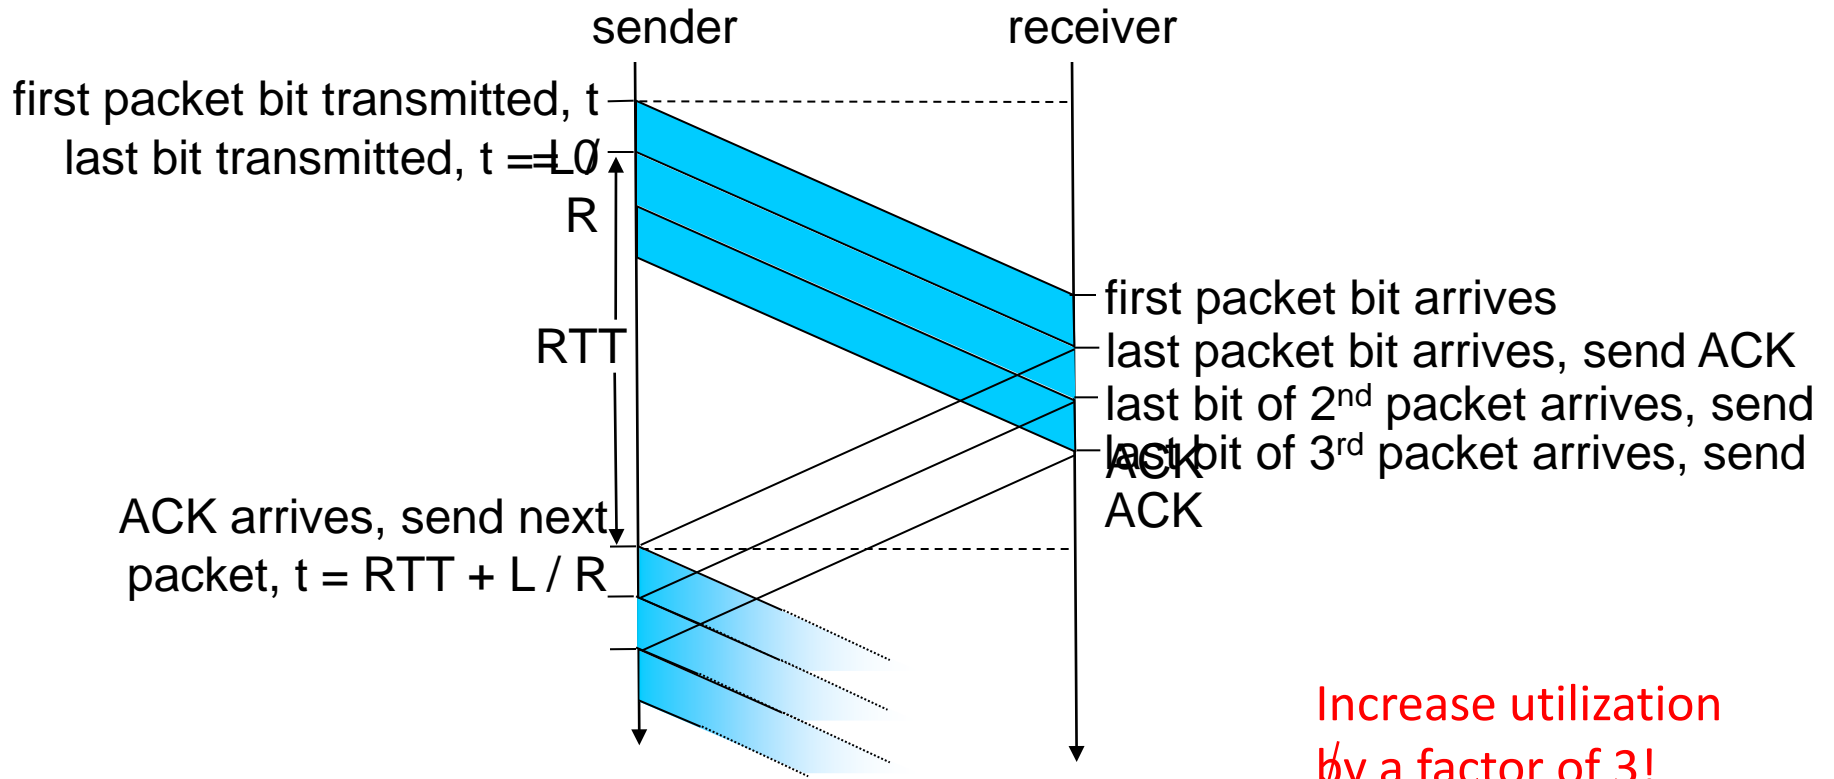 sender
receiver
first packet bit transmitted, t
= 0
last bit transmitted, t = L /
R
RTT
first packet bit arrives
last packet bit arrives, send ACK
last bit of 2nd packet arrives, send
ACK
last bit of 3rd packet arrives, send
ACK
ACK arrives, send next
packet, t = RTT + L / R
Increase utilization
by a factor of 3!